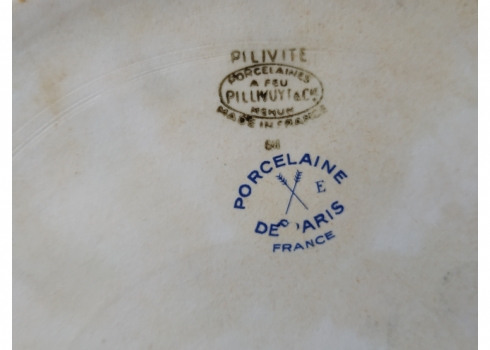 PILIVITE
PORCELAINES
A FEU
PILLIVUYT & Cie
MEHUN
MADE IN FRANCE
PORCELAINE
E
DE PARIS
FRANCE